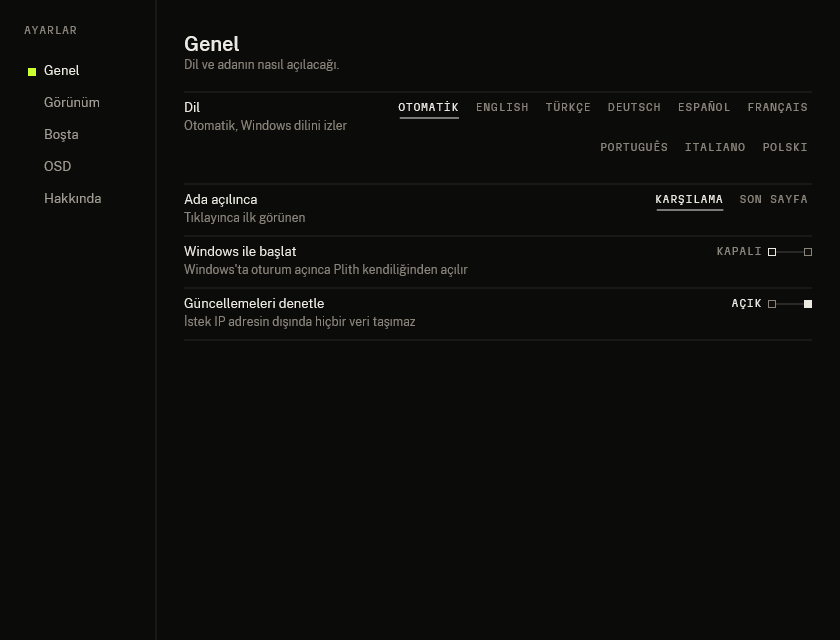 AYARLAR
Genel
Görünüm
Boşta
OSD
Hakkında
Genel
Dil ve adanın nasıl açılacağı.
Dil
Otomatik, Windows dilini izler
OTOMATİK ENGLISH TÜRKÇE DEUTSCH ESPAÑOL FRANÇAIS
PORTUGUÊS ITALIANO POLSKI
Ada açılınca
Tıklayınca ilk görünen
KARŞILAMA SON SAYFA
Windows ile başlat
Windows'ta oturum açınca Plith kendiliğinden açılır
KAPALI
Güncellemeleri denetle
İstek IP adresin dışında hiçbir veri taşımaz
AÇIK